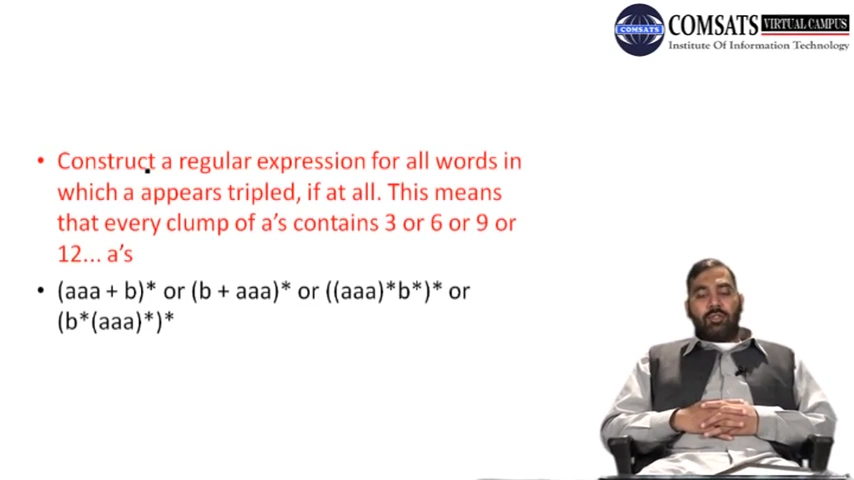 COMSATS
COMSATS VIRTUAL CAMPUS
Institute Of Information Technology
• Construct a regular expression for all words in
which a appears tripled, if at all. This means
that every clump of a's contains 3 or 6 or 9 or
12... a's
• (aaa + b)* or (b + aaa)* or ((aaa)*b*)* or
(b*(aaa)*)*